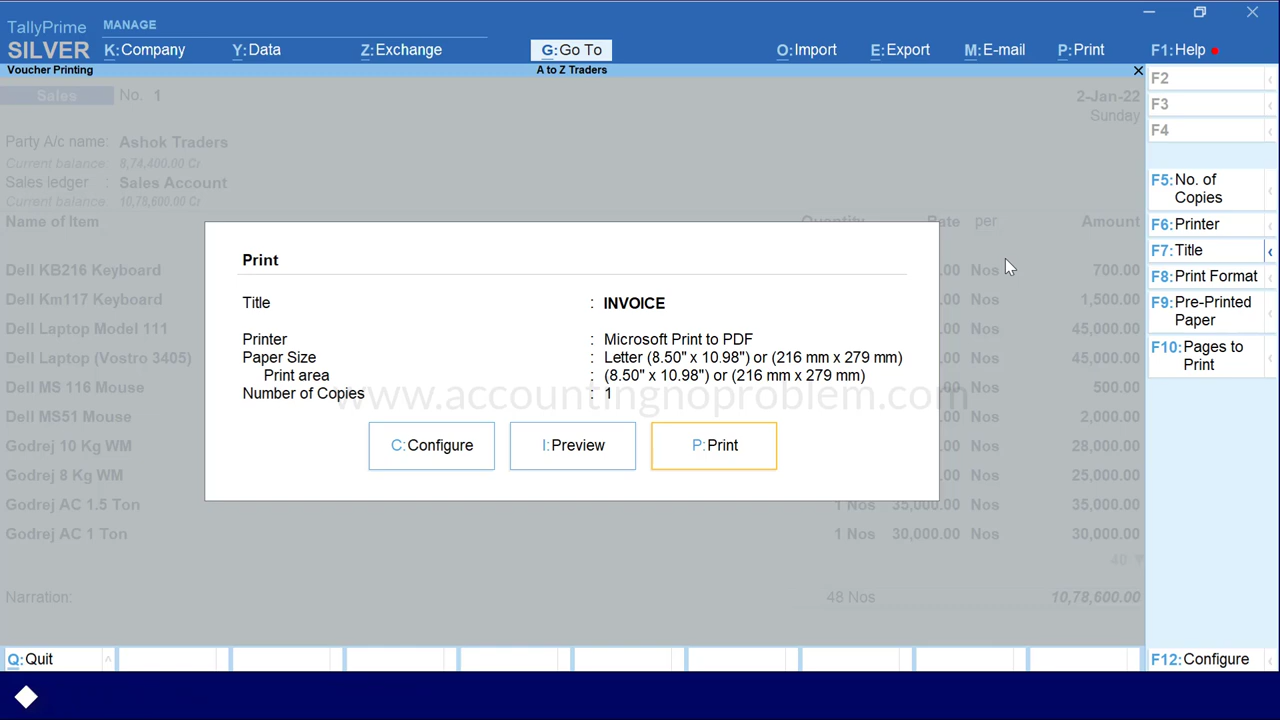 TallyPrime MANAGE
SILVER K:Company Y:Data Z:Exchange G:Go To O:Import E:Export M:E-mail P:Print F1:Help
Voucher Printing A to Z Traders
Sales No. 1 2-Jan-22
Sunday
Party A/c name: Ashok Traders
Current balance: 8,74,400.00 Cr
Sales ledger : Sales Account
Current balance: 10,78,600.00 Cr
Name of Item Quantity Rate per Amount
Dell KB216 Keyboard .00 Nos 700.00
Dell Km117 Keyboard .00 Nos 1,500.00
Dell Laptop Model 111 .00 Nos 45,000.00
Dell Laptop (Vostro 3405) .00 Nos 45,000.00
Dell MS 116 Mouse .00 Nos 500.00
Dell MS51 Mouse .00 Nos 2,000.00
Godrej 10 Kg WM .00 Nos 28,000.00
Godrej 8 Kg WM .00 Nos 25,000.00
Godrej AC 1.5 Ton 1 Nos 35,000.00 Nos 35,000.00
Godrej AC 1 Ton 1 Nos 30,000.00 Nos 30,000.00
40 ▼
Narration: 48 Nos 10,78,600.00
Print
Title : INVOICE
Printer : Microsoft Print to PDF
Paper Size : Letter (8.50" x 10.98") or (216 mm x 279 mm)
Print area : (8.50" x 10.98") or (216 mm x 279 mm)
Number of Copies : 1
www.accountingnoproblem.com
C:Configure I:Preview P:Print
F2
F3
F4
F5:No. of
Copies
F6:Printer
F7:Title
F8:Print Format
F9:Pre-Printed
Paper
F10:Pages to
Print
Q:Quit F12:Configure